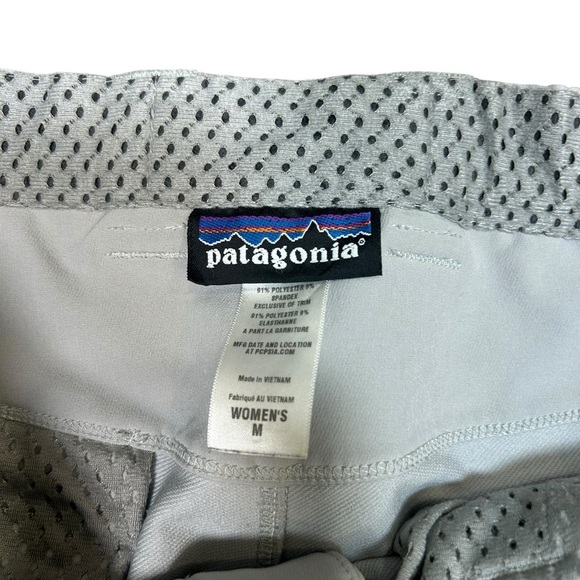 patagonia®
91% POLYESTER 9%
SPANDEX
EXCLUSIVE OF TRIM
91% POLYESTER 9%
ELASTHANNE
A PART LA GARNITURE
MFG DATE AND LOCATION
AT PCPSIA.COM
Made in VIETNAM
Fabriqué AU VIETNAM
WOMEN'S
M